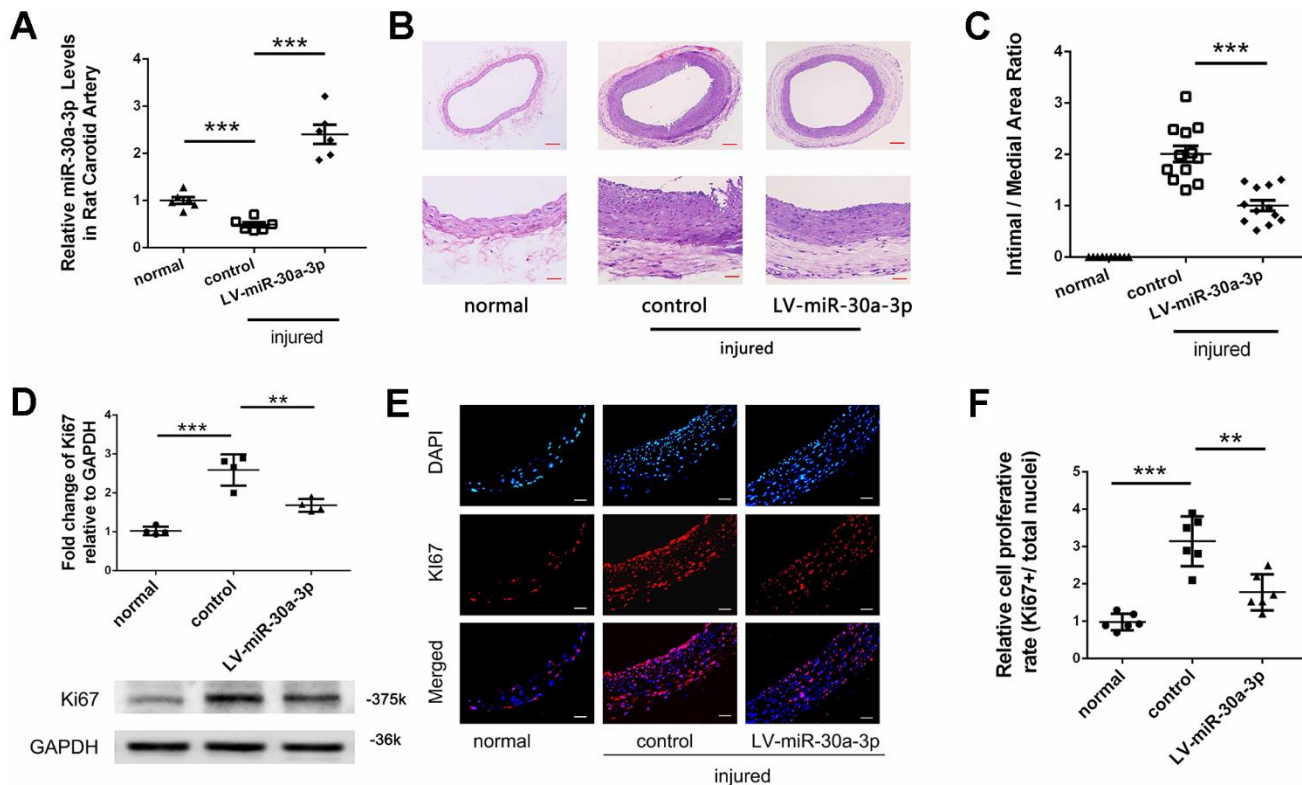 A
Relative miR-30a-3p Levels
in Rat Carotid Artery
4
3
2
1
0
***
***
normal
control
LV-miR-30a-3p
injured
B
normal
control
LV-miR-30a-3p
injured
C
Intimal / Medial Area Ratio
4
3
2
1
0
***
normal
control
LV-miR-30a-3p
injured
D
Fold change of Ki67
relative to GAPDH
4
3
2
1
0
***
**
normal
control
LV-miR-30a-3p
Ki67
-375k
GAPDH
-36k
E
DAPI
KI67
Merged
normal
control
LV-miR-30a-3p
injured
F
Relative cell prolferative
rate (Ki67+/ total nuclei)
5
4
3
2
1
0
***
**
normal
control
LV-miR-30a-3p